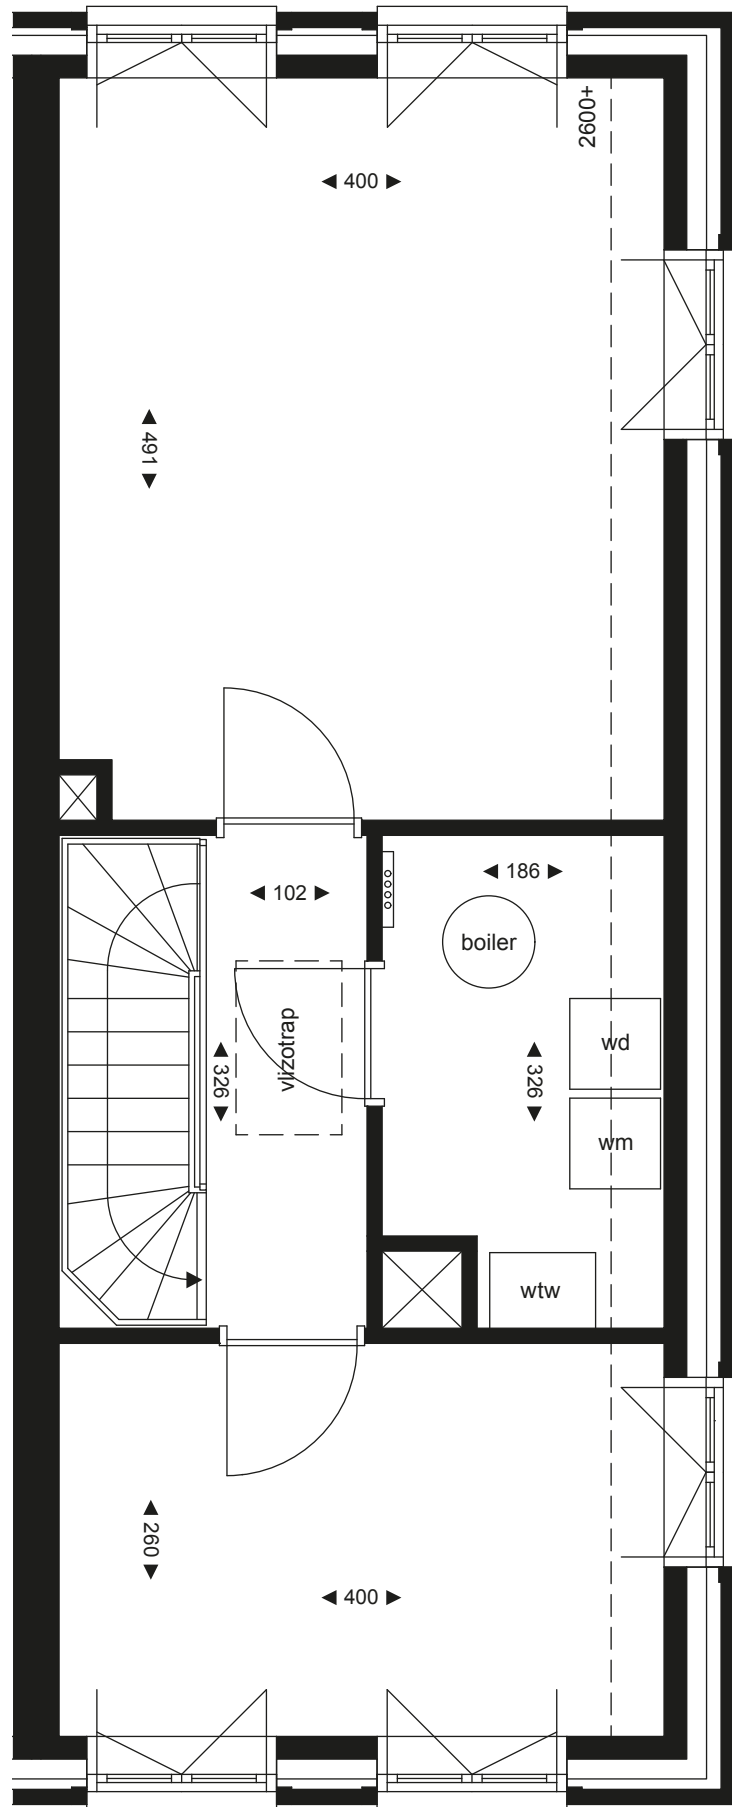 2600+
◄ 400 ►
◄ 491 ►
◄ 102 ►
◄ 186 ►
boiler
vlizotrap
◄ 326 ►
◄ 326 ►
wd
wm
wtw
◄ 260 ►
◄ 400 ►